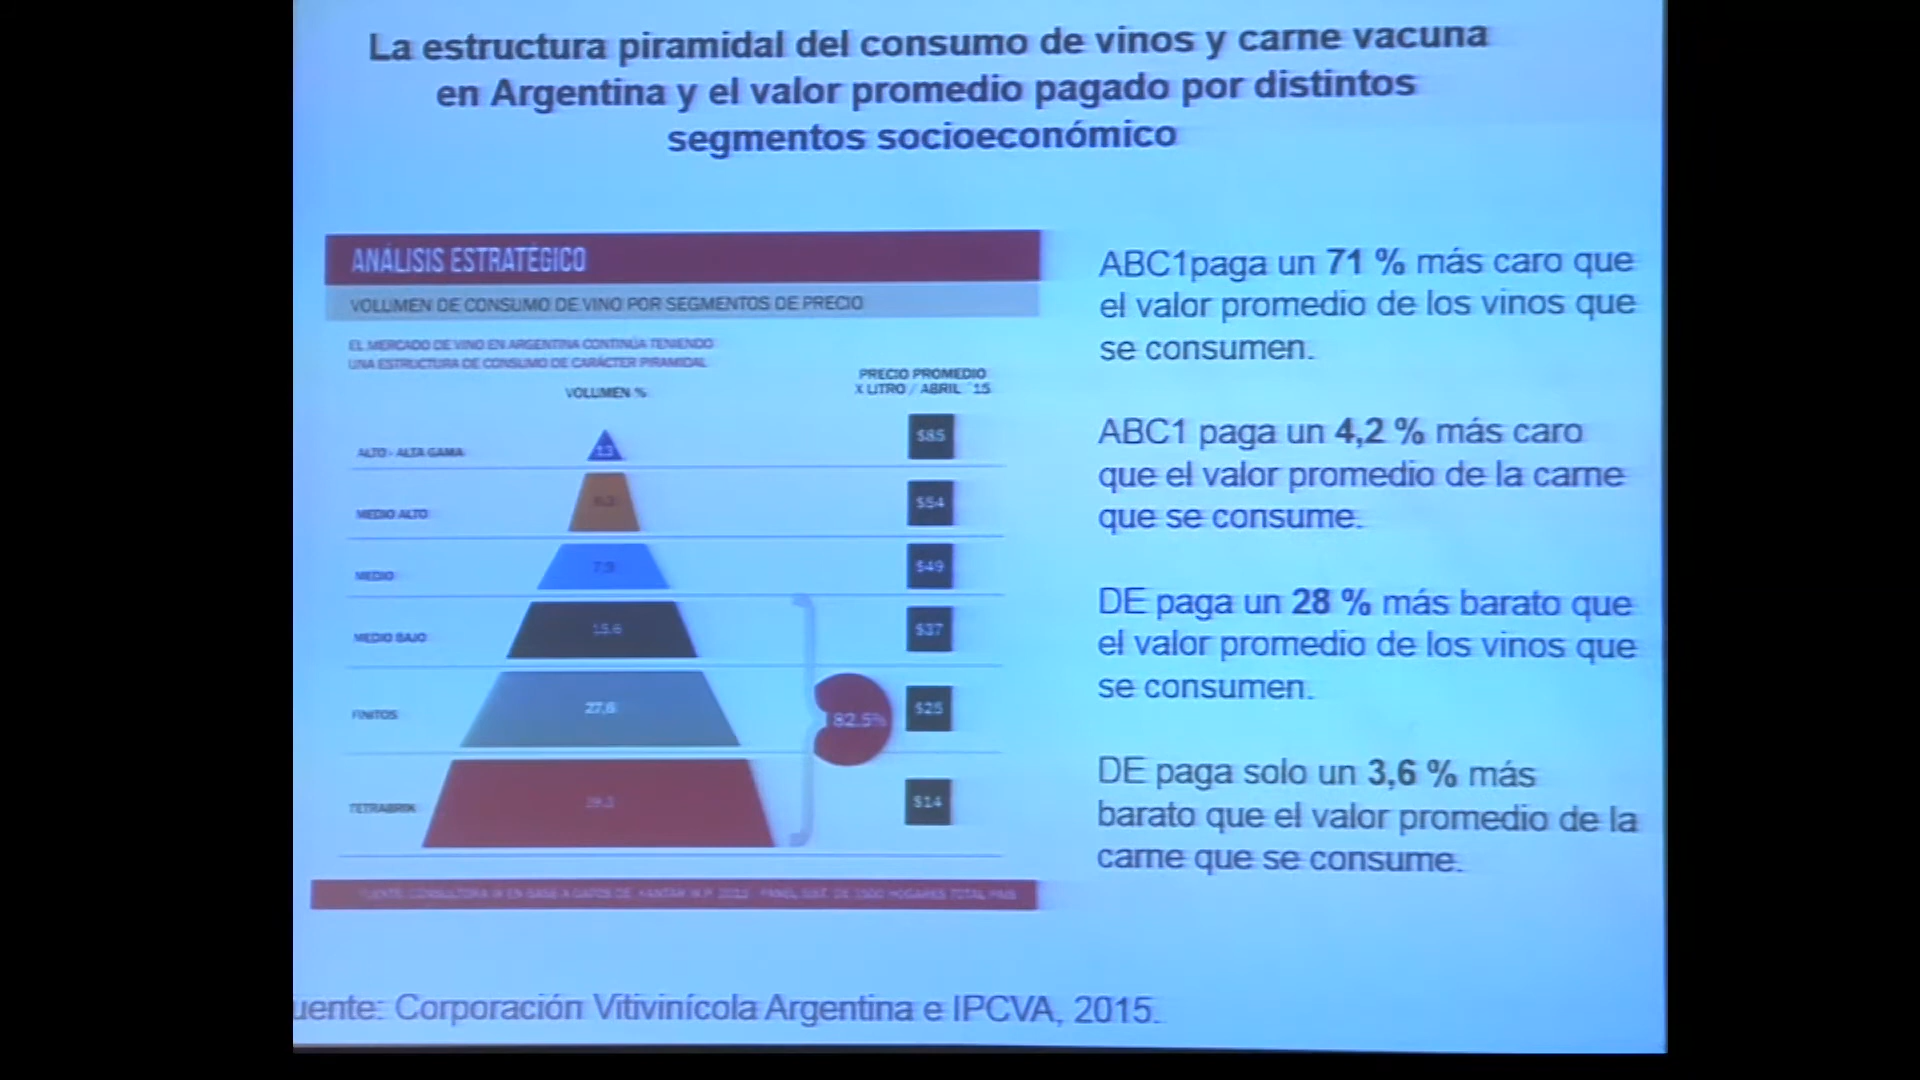 La estructura piramidal del consumo de vinos y carne vacuna
en Argentina y el valor promedio pagado por distintos
segmentos socioeconómico
ANÁLISIS ESTRATÉGICO
VOLUMEN DE CONSUMO DE VINO POR SEGMENTOS DE PRECIO
EL MERCADO DE VINO EN ARGENTINA CONTINÚA TENIENDO
UNA ESTRUCTURA DE CONSUMO DE CARÁCTER PIRAMIDAL
VOLUMEN %
PRECIO PROMEDIO
X LITRO / ABRIL ´15
ALTO - ALTA GAMA
$85
MEDIO ALTO
$54
MEDIO
7.9
$49
MEDIO BAJO
15.6
$37
FINITOS
27,6
82.5%
$25
TETRABRIK
$14
ABC1paga un 71 % más caro que
el valor promedio de los vinos que
se consumen.
ABC1 paga un 4,2 % más caro
que el valor promedio de la carne
que se consume.
DE paga un 28 % más barato que
el valor promedio de los vinos que
se consumen.
DE paga solo un 3,6 % más
barato que el valor promedio de la
carne que se consume.
uente: Corporación Vitivinícola Argentina e IPCVA, 2015.